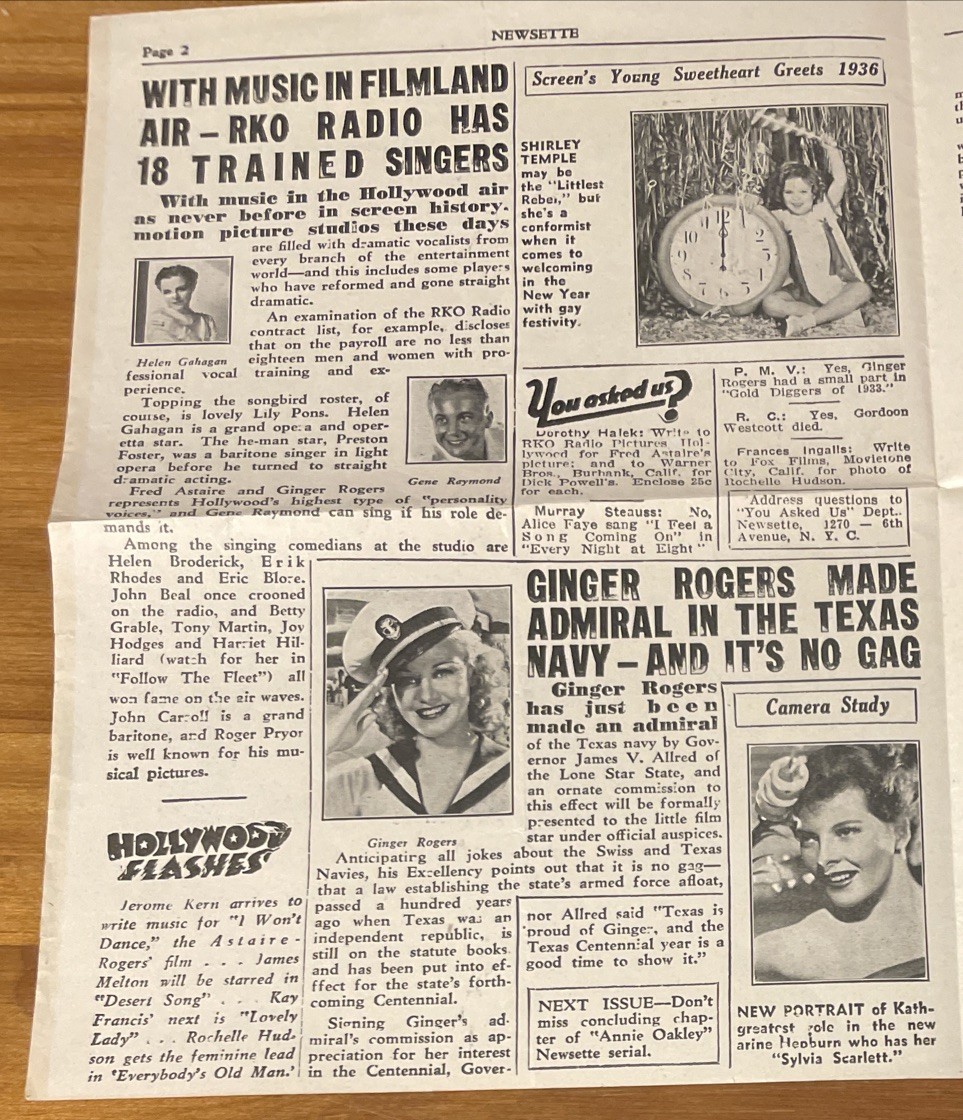 Page 2
NEWSETTE
WITH MUSIC IN FILMLAND
AIR – RKO RADIO HAS
18 TRAINED SINGERS
With music in the Hollywood air
as never before in screen history.
motion picture studios these days
are filled with dramatic vocalists from
every branch of the entertainment
world—and this includes some players
who have reformed and gone straight
dramatic.
An examination of the RKO Radio
contract list, for example, discloses
that on the payroll are no less than
eighteen men and women with pro-
Helen Gahagan
fessional vocal training and ex-
perience.
Topping the songbird roster, of
course, is lovely Lily Pons. Helen
Gahagan is a grand opera and oper-
etta star. The he-man star, Preston
Foster, was a baritone singer in light
opera before he turned to straight
dramatic acting.
Gene Raymond
Fred Astaire and Ginger Rogers
represents Hollywood's highest type of "personality
voices," and Gene Raymond can sing if his role de-
mands it.
Among the singing comedians at the studio are
Helen Broderick, Erik
Rhodes and Eric Blore.
John Beal once crooned
on the radio, and Betty
Grable, Tony Martin, Joy
Hodges and Harriet Hil-
liard (watch for her in
"Follow The Fleet") all
won fame on the air waves.
John Carroll is a grand
baritone, and Roger Pryor
is well known for his mu-
sical pictures.
HOLLYWOOD
FLASHES
Jerome Kern arrives to
write music for "I Won't
Dance," the Astaire-
Rogers' film . . . James
Melton will be starred in
"Desert Song" . . . Kay
Francis' next is "Lovely
Lady" . . . Rochelle Hud-
son gets the feminine lead
in 'Everybody's Old Man.'
Screen's Young Sweetheart Greets 1936
SHIRLEY
TEMPLE
may be
the "Littlest
Rebel," but
she's a
conformist
when it
comes to
welcoming
in the
New Year
with gay
festivity.
12
1
2
3
4
5
6
7
8
9
10
You asked us?
Dorothy Halek: Write to
RKO Radio Pictures Hol-
lywood for Fred Astaire's
picture; and to Warner
Bros., Burbank, Calif. for
Dick Powell's. Enclose 25c
for each.
Murray Steauss: No,
Alice Faye sang "I Feel a
Song Coming On" in
"Every Night at Eight"
P. M. V.: Yes, Ginger
Rogers had a small part in
"Gold Diggers of 1933."
R. C.: Yes, Gordon
Westcott died.
Frances Ingalls: Write
to Fox Films, Movietone
City, Calif. for photo of
Rochelle Hudson.
Address questions to
"You Asked Us" Dept..
Newsette, 1270 — 6th
Avenue, N. Y. C.
GINGER ROGERS MADE
ADMIRAL IN THE TEXAS
NAVY – AND IT'S NO GAG
Ginger Rogers
has just been
made an admiral
of the Texas navy by Gov-
ernor James V. Allred of
the Lone Star State, and
an ornate commission to
this effect will be formally
presented to the little film
star under official auspices.
Ginger Rogers
Anticipating all jokes about the Swiss and Texas
Navies, his Excellency points out that it is no gag—
that a law establishing the state's armed force afloat,
passed a hundred years
ago when Texas was an
independent republic, is
still on the statute books
and has been put into ef-
ffect for the state's forth-
coming Centennial.
Signing Ginger's ad-
miral's commission as ap-
preciation for her interest
in the Centennial, Gover-
nor Allred said "Texas is
proud of Ginger, and the
Texas Centennial year is a
good time to show it."
NEXT ISSUE—Don't
miss concluding chap-
ter of "Annie Oakley"
Newsette serial.
Camera Study
NEW PORTRAIT of Kath-
greatest role in the new
arine Hepburn who has her
"Sylvia Scarlett."